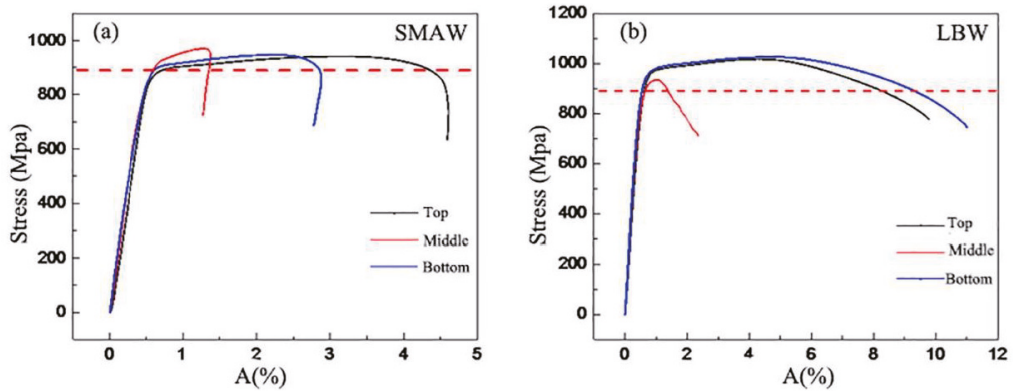 (a)
SMAW
1000
800
600
400
200
0
Stress (Mpa)
Top
Middle
Bottom
0 1 2 3 4 5
A(%)
(b)
LBW
1200
1000
800
600
400
200
0
Stress (Mpa)
Top
Middle
Bottom
0 2 4 6 8 10 12
A(%)